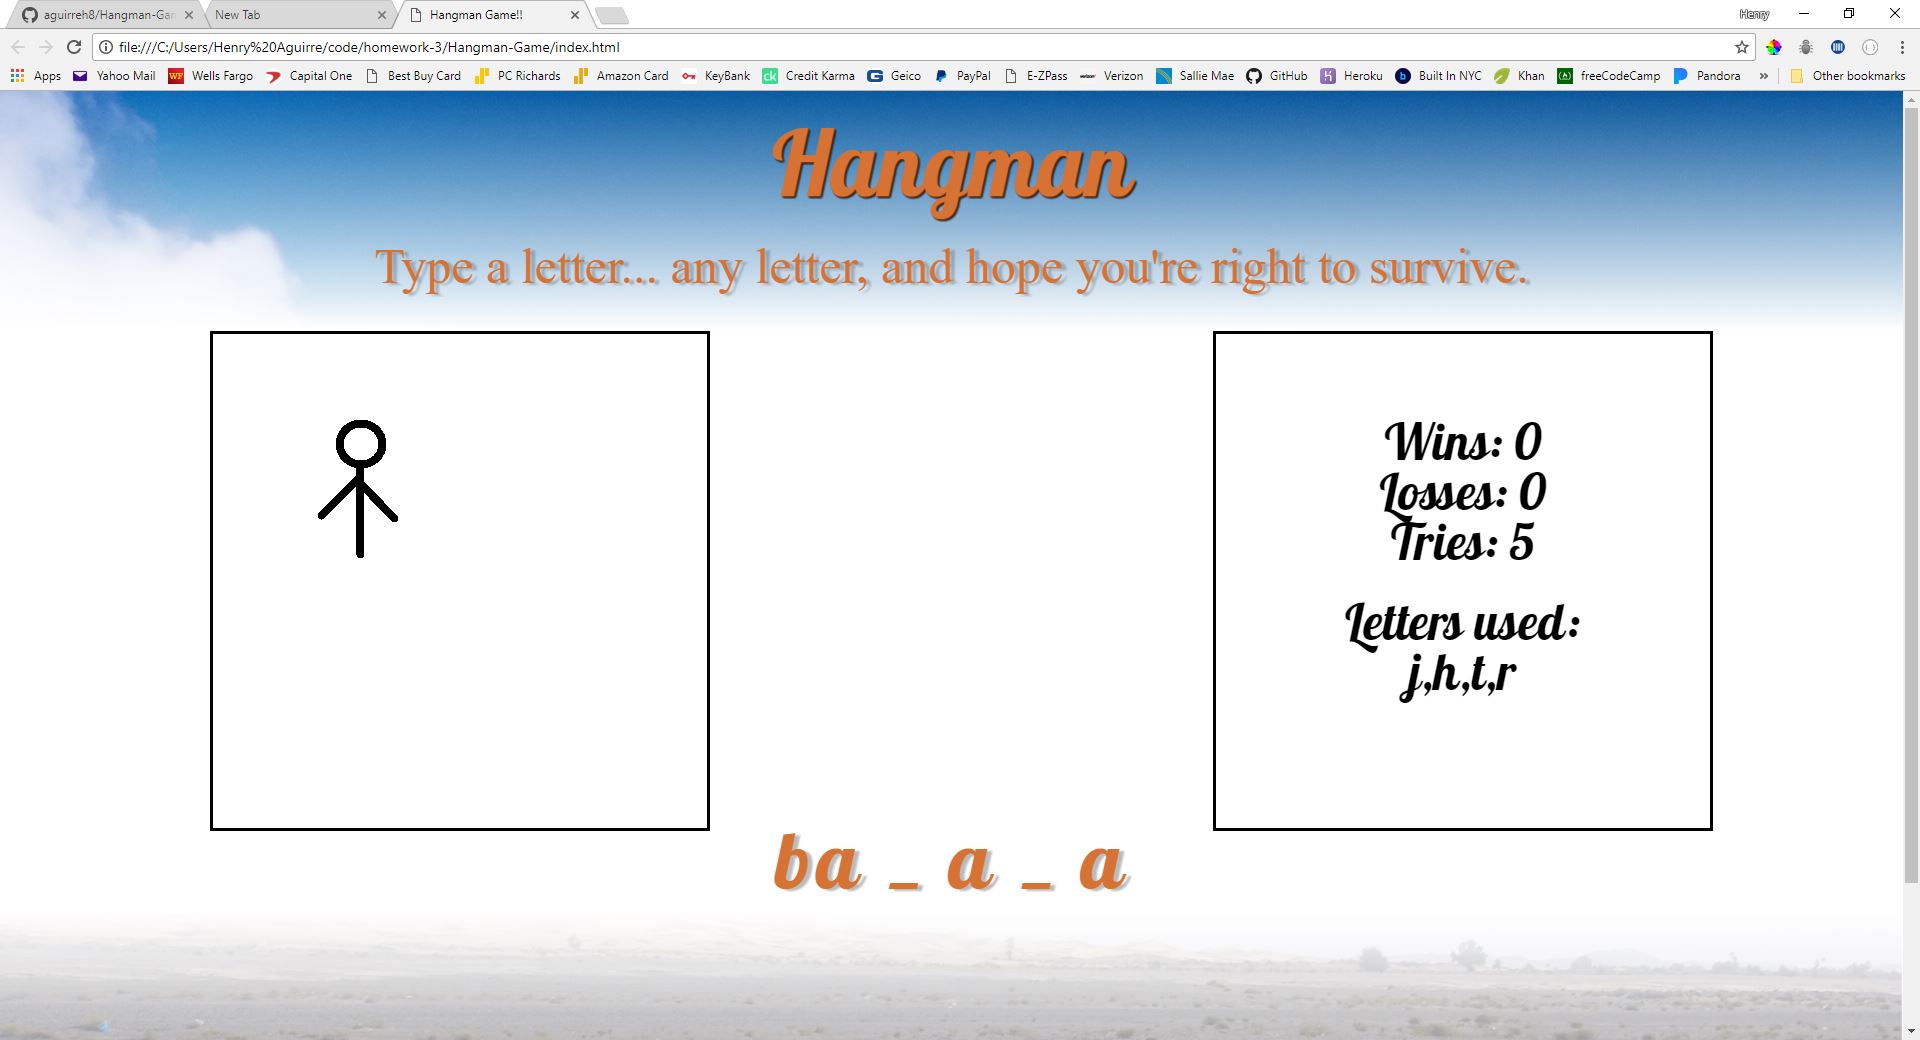 aguirreh8/Hangman-Gar
New Tab
Hangman Game!!
Henry
file:///C:/Users/Henry%20Aguirre/code/homework-3/Hangman-Game/index.html
Apps Yahoo Mail WF Wells Fargo Capital One Best Buy Card PC Richards Amazon Card KeyBank ck Credit Karma G Geico PayPal E-ZPass verizon Verizon Sallie Mae GitHub H Heroku b Built In NYC Khan (A) freeCodeCamp Pandora » Other bookmarks
Hangman
Type a letter... any letter, and hope you're right to survive.
Wins: 0
Losses: 0
Tries: 5
Letters used:
j,h,t,r
ba _ a _ a